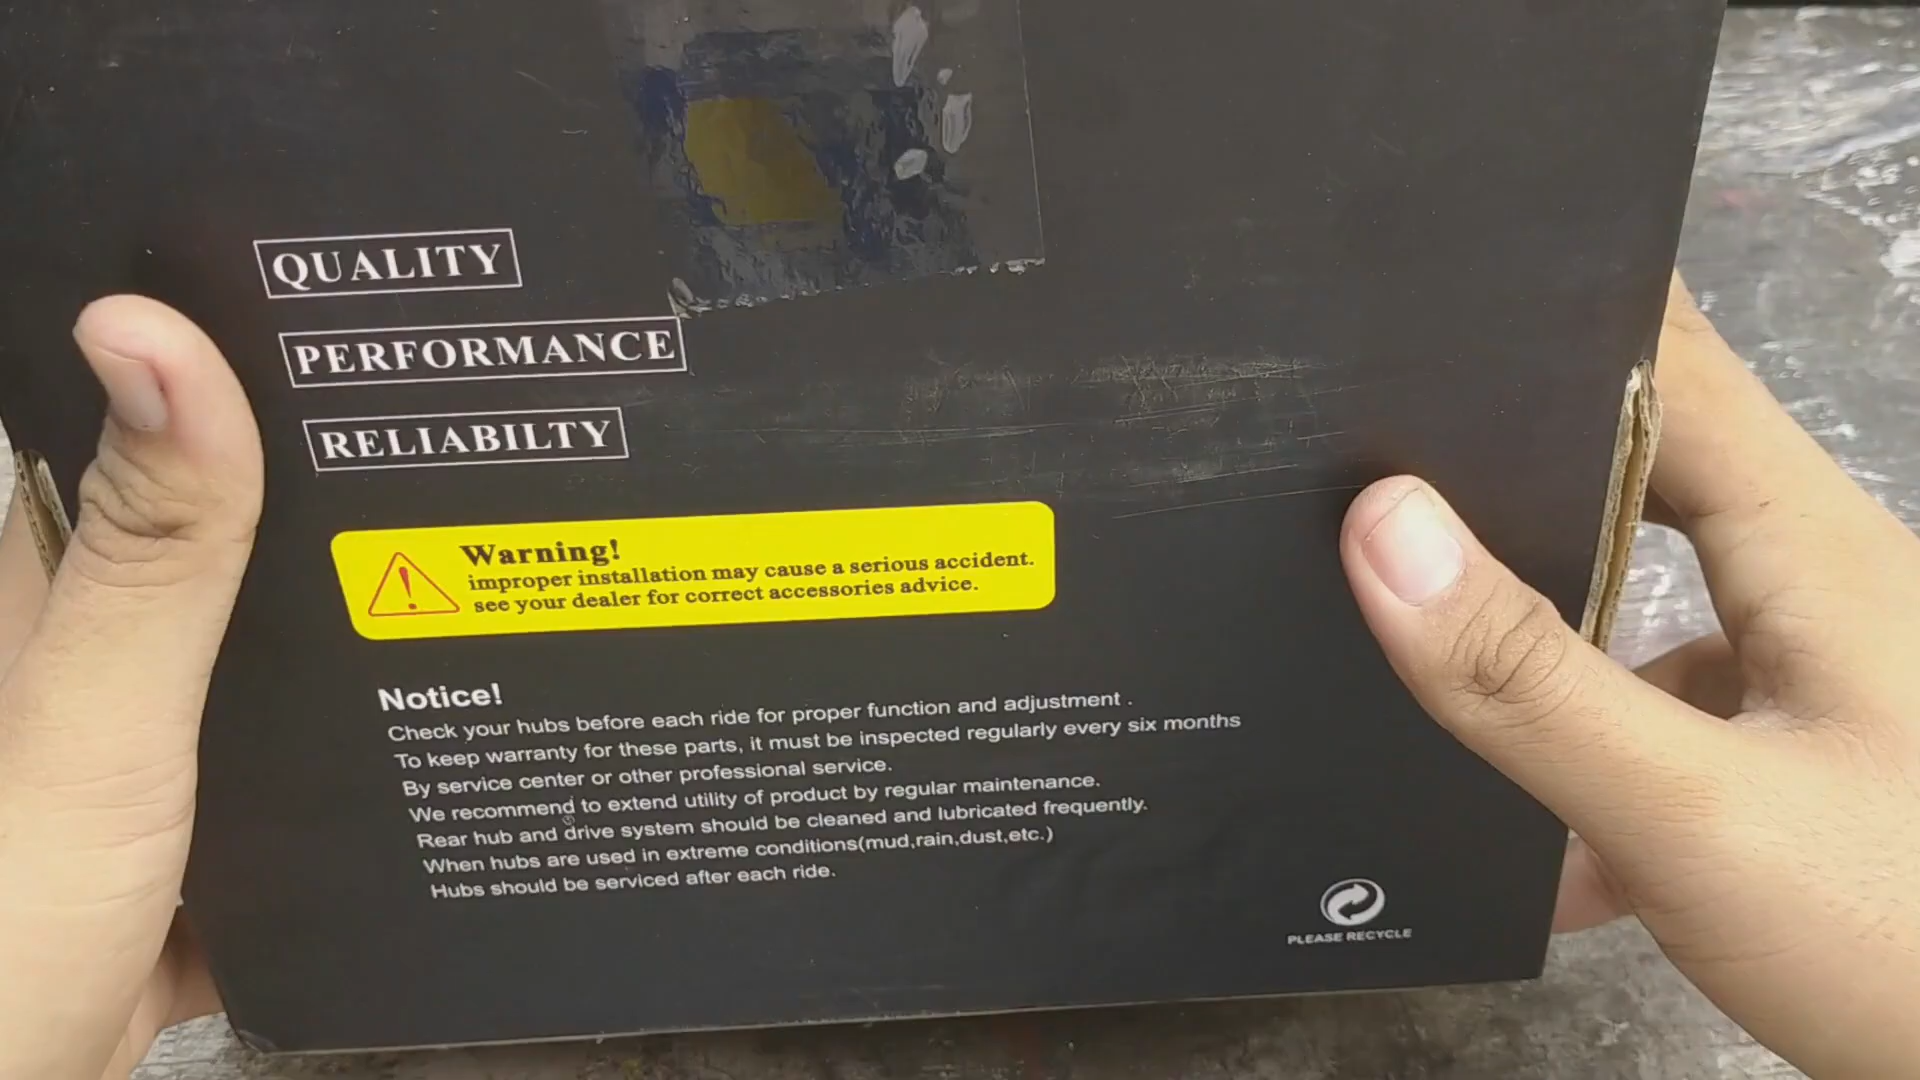 QUALITY
PERFORMANCE
RELIABILTY
Warning!
improper installation may cause a serious accident.
see your dealer for correct accessories advice.
Notice!
Check your hubs before each ride for proper function and adjustment .
To keep warranty for these parts, it must be inspected regularly every six months
By service center or other professional service.
We recommend to extend utility of product by regular maintenance.
Rear hub and drive system should be cleaned and lubricated frequently.
When hubs are used in extreme conditions(mud,rain,dust,etc.)
Hubs should be serviced after each ride.
PLEASE RECYCLE